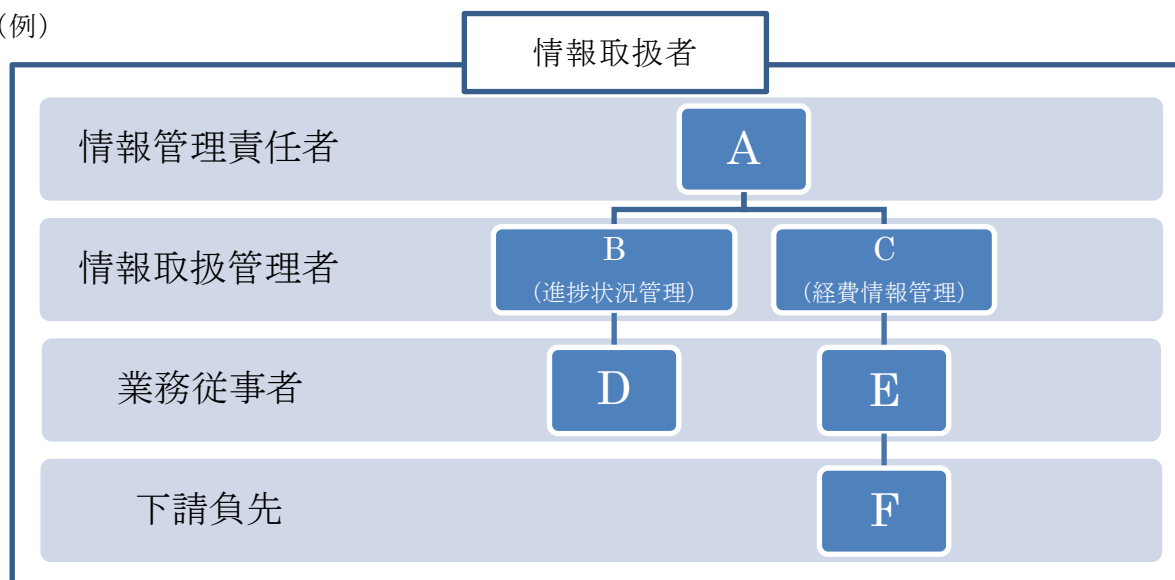 （例）
情報取扱者
情報管理責任者
A
情報取扱管理者
B
（進捗状況管理）
C
（経費情報管理）
業務従事者
D
E
下請負先
F